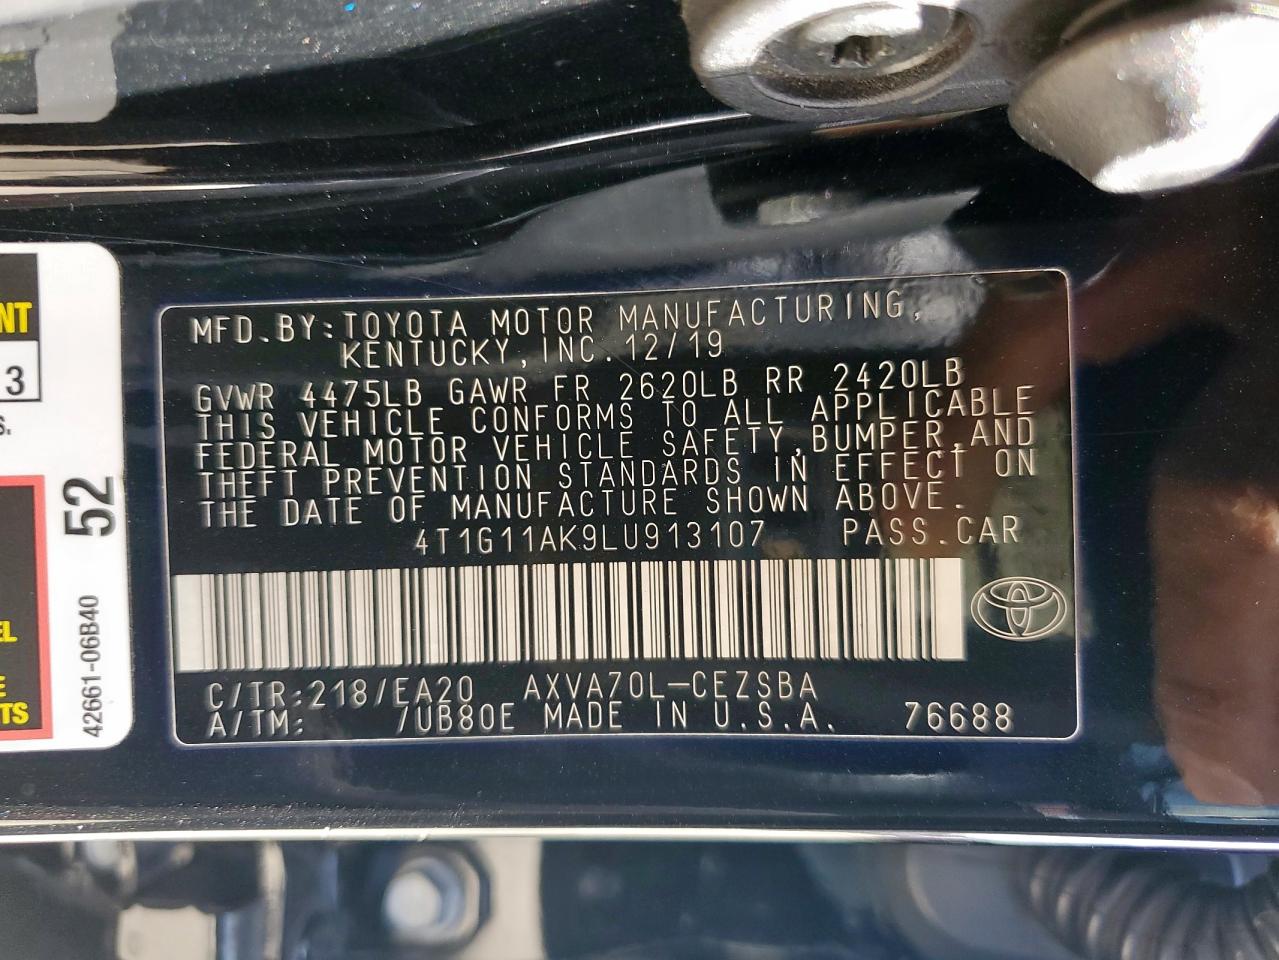 MFD.BY:TOYOTA MOTOR MANUFACTURING,
KENTUCKY,INC.12/19
GVWR 4475LB GAWR FR 2620LB RR 2420LB
THIS VEHICLE CONFORMS TO ALL APPLICABLE
FEDERAL MOTOR VEHICLE SAFETY,BUMPER,AND
THEFT PREVENTION STANDARDS IN EFFECT ON
THE DATE OF MANUFACTURE SHOWN ABOVE.
4T1G11AK9LU913107 PASS.CAR
C/TR:218/EA20 AXVA70L-CEZSBA
A/TM: /UB80E MADE IN U.S.A. 76688
NT
3
S.
52
42661-06B40
EL
E
TS